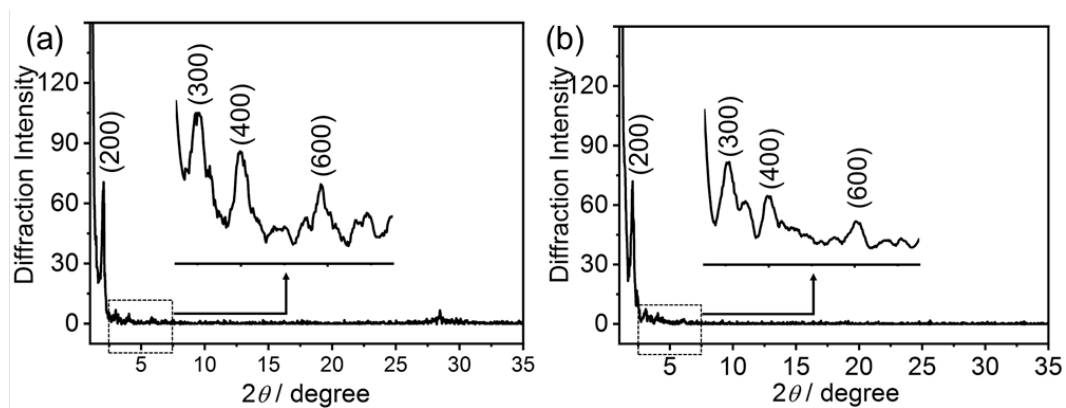 (a)
Diffraction Intensity
120
90
60
30
0
(200)
(300)
(400)
(600)
5 10 15 20 25 30 35
2θ / degree
(b)
Diffraction Intensity
120
90
60
30
0
(200)
(300)
(400)
(600)
5 10 15 20 25 30 35
2θ / degree